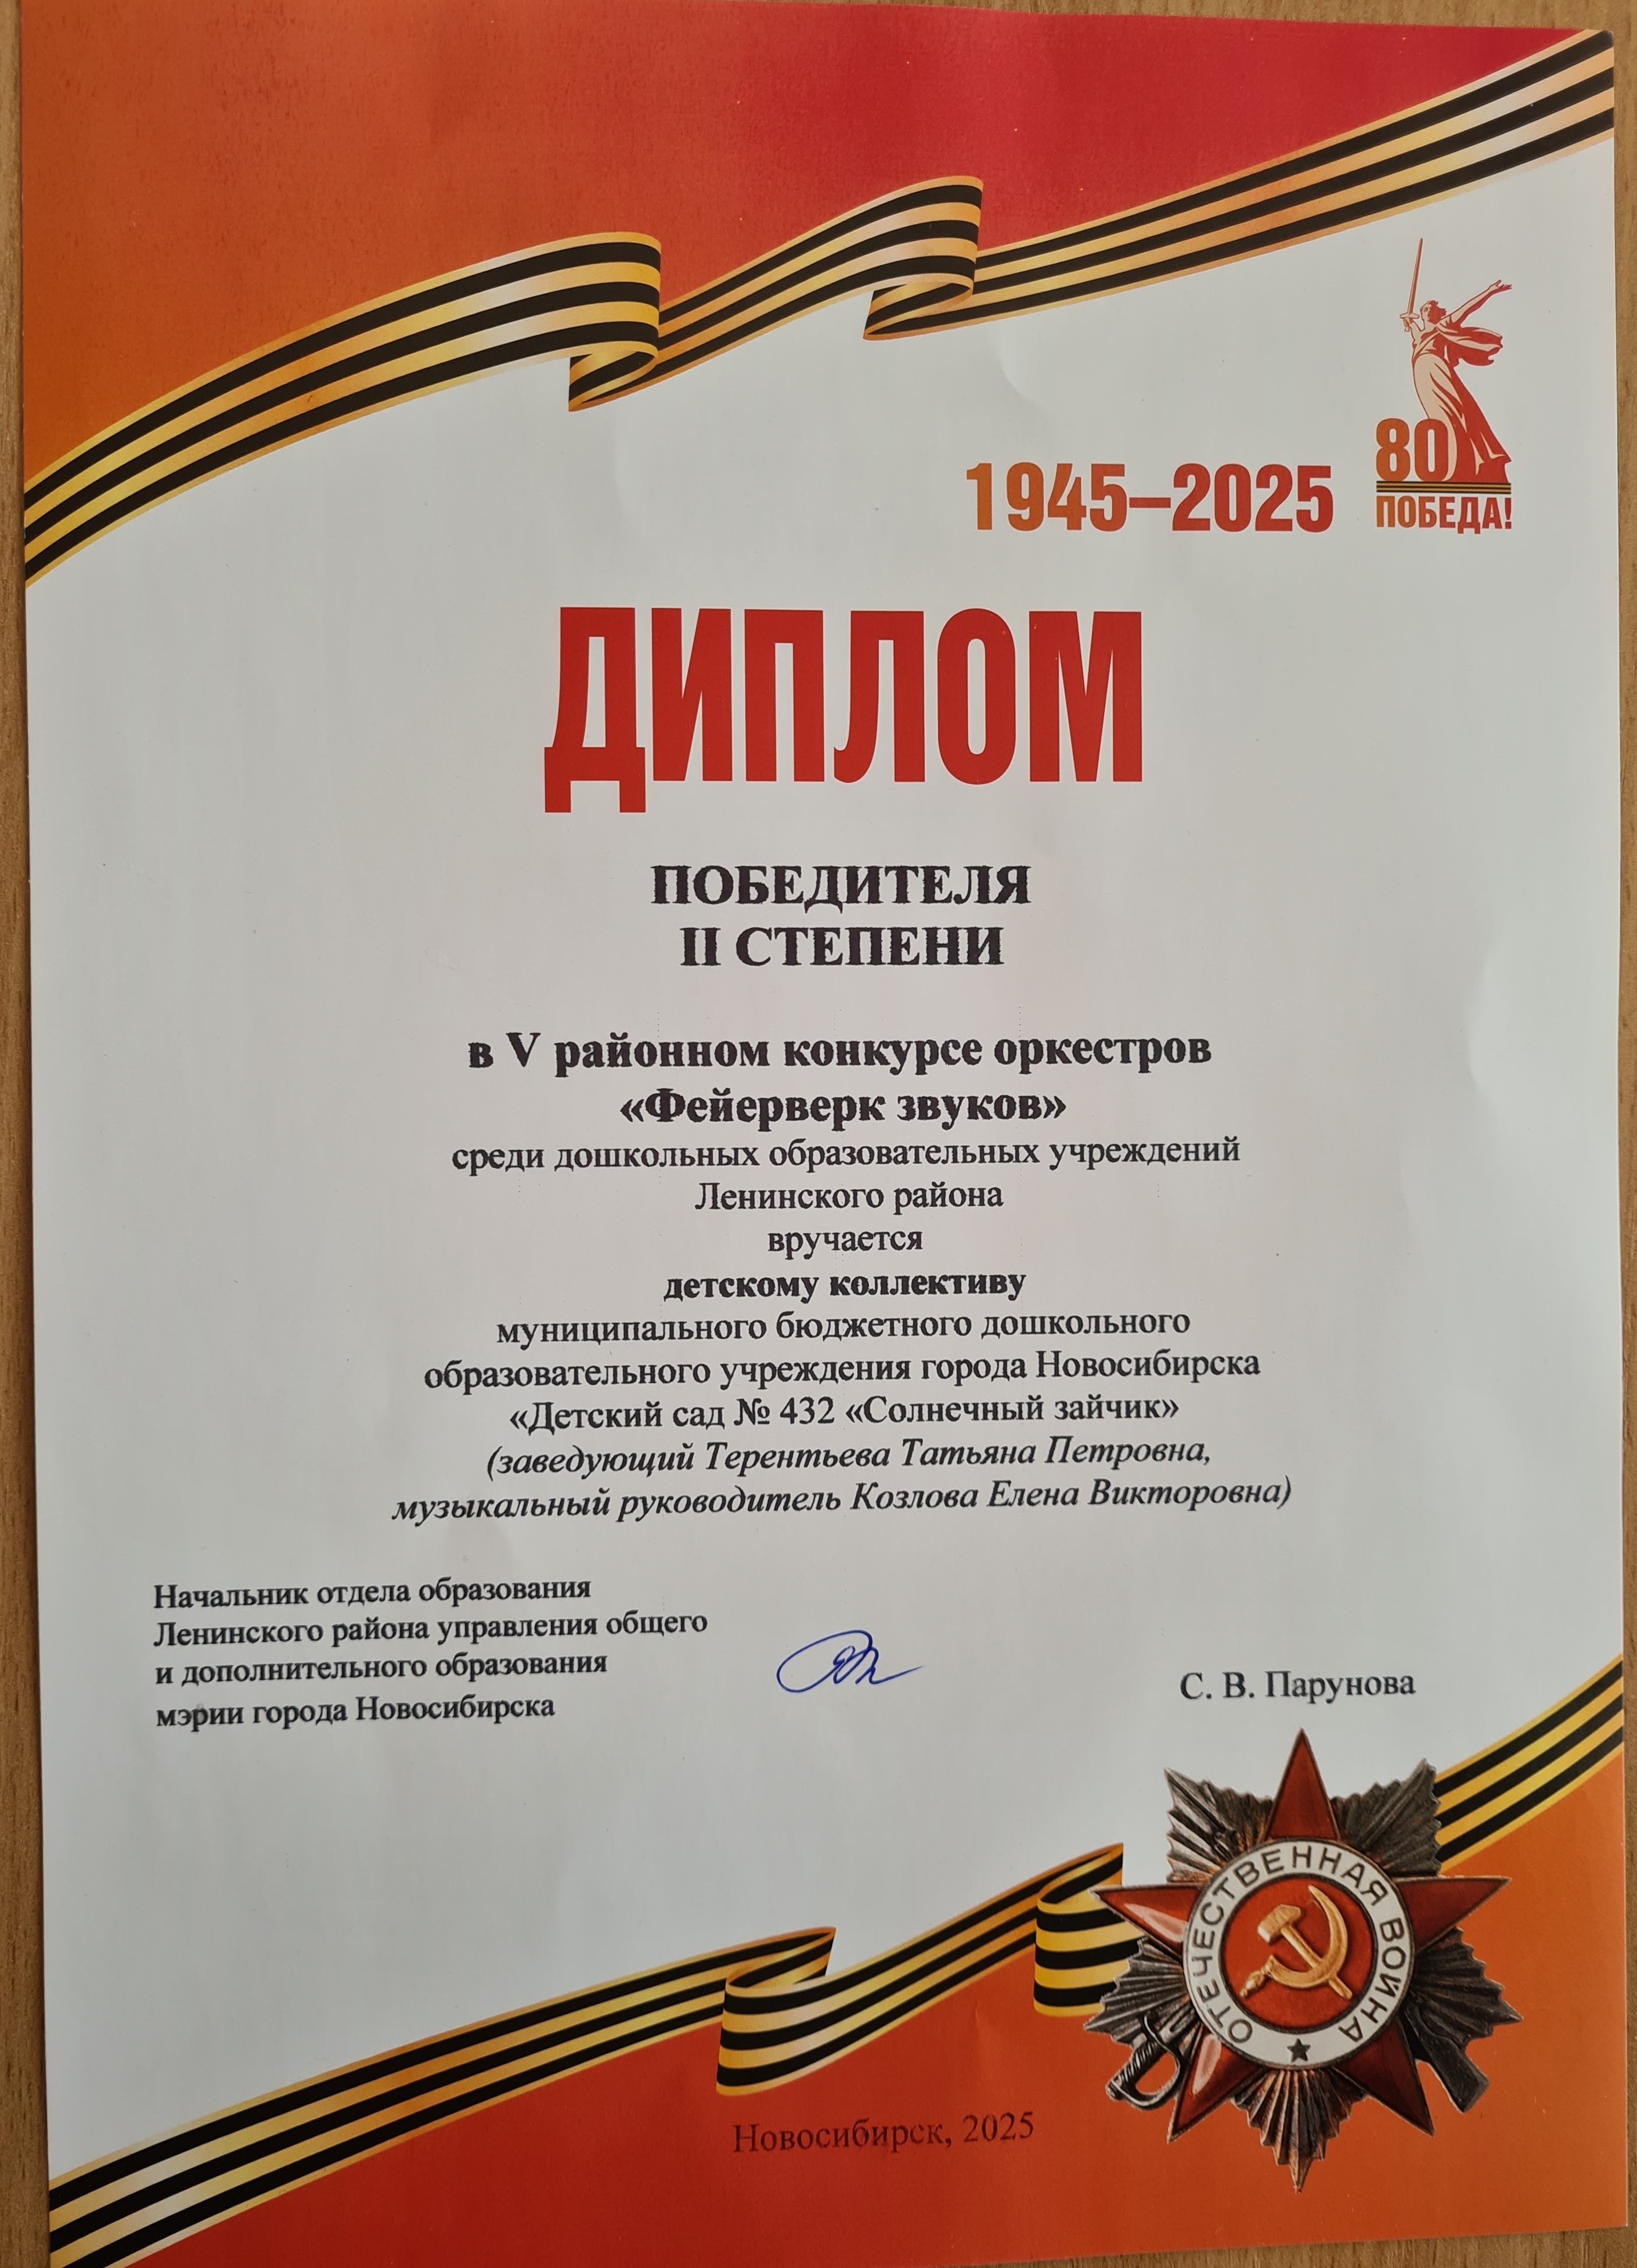 80
1945–2025
ПОБЕДА!
ДИПЛОМ
ПОБЕДИТЕЛЯ
II СТЕПЕНИ
в V районном конкурсе оркестров
«Фейерверк звуков»
среди дошкольных образовательных учреждений
Ленинского района
вручается
детскому коллективу
муниципального бюджетного дошкольного
образовательного учреждения города Новосибирска
«Детский сад № 432 «Солнечный зайчик»
(заведующий Терентьева Татьяна Петровна,
музыкальный руководитель Козлова Елена Викторовна)
Начальник отдела образования
Ленинского района управления общего
и дополнительного образования
мэрии города Новосибирска
С. В. Парунова
ОТЕЧЕСТВЕННАЯ ВОЙНА
Новосибирск, 2025